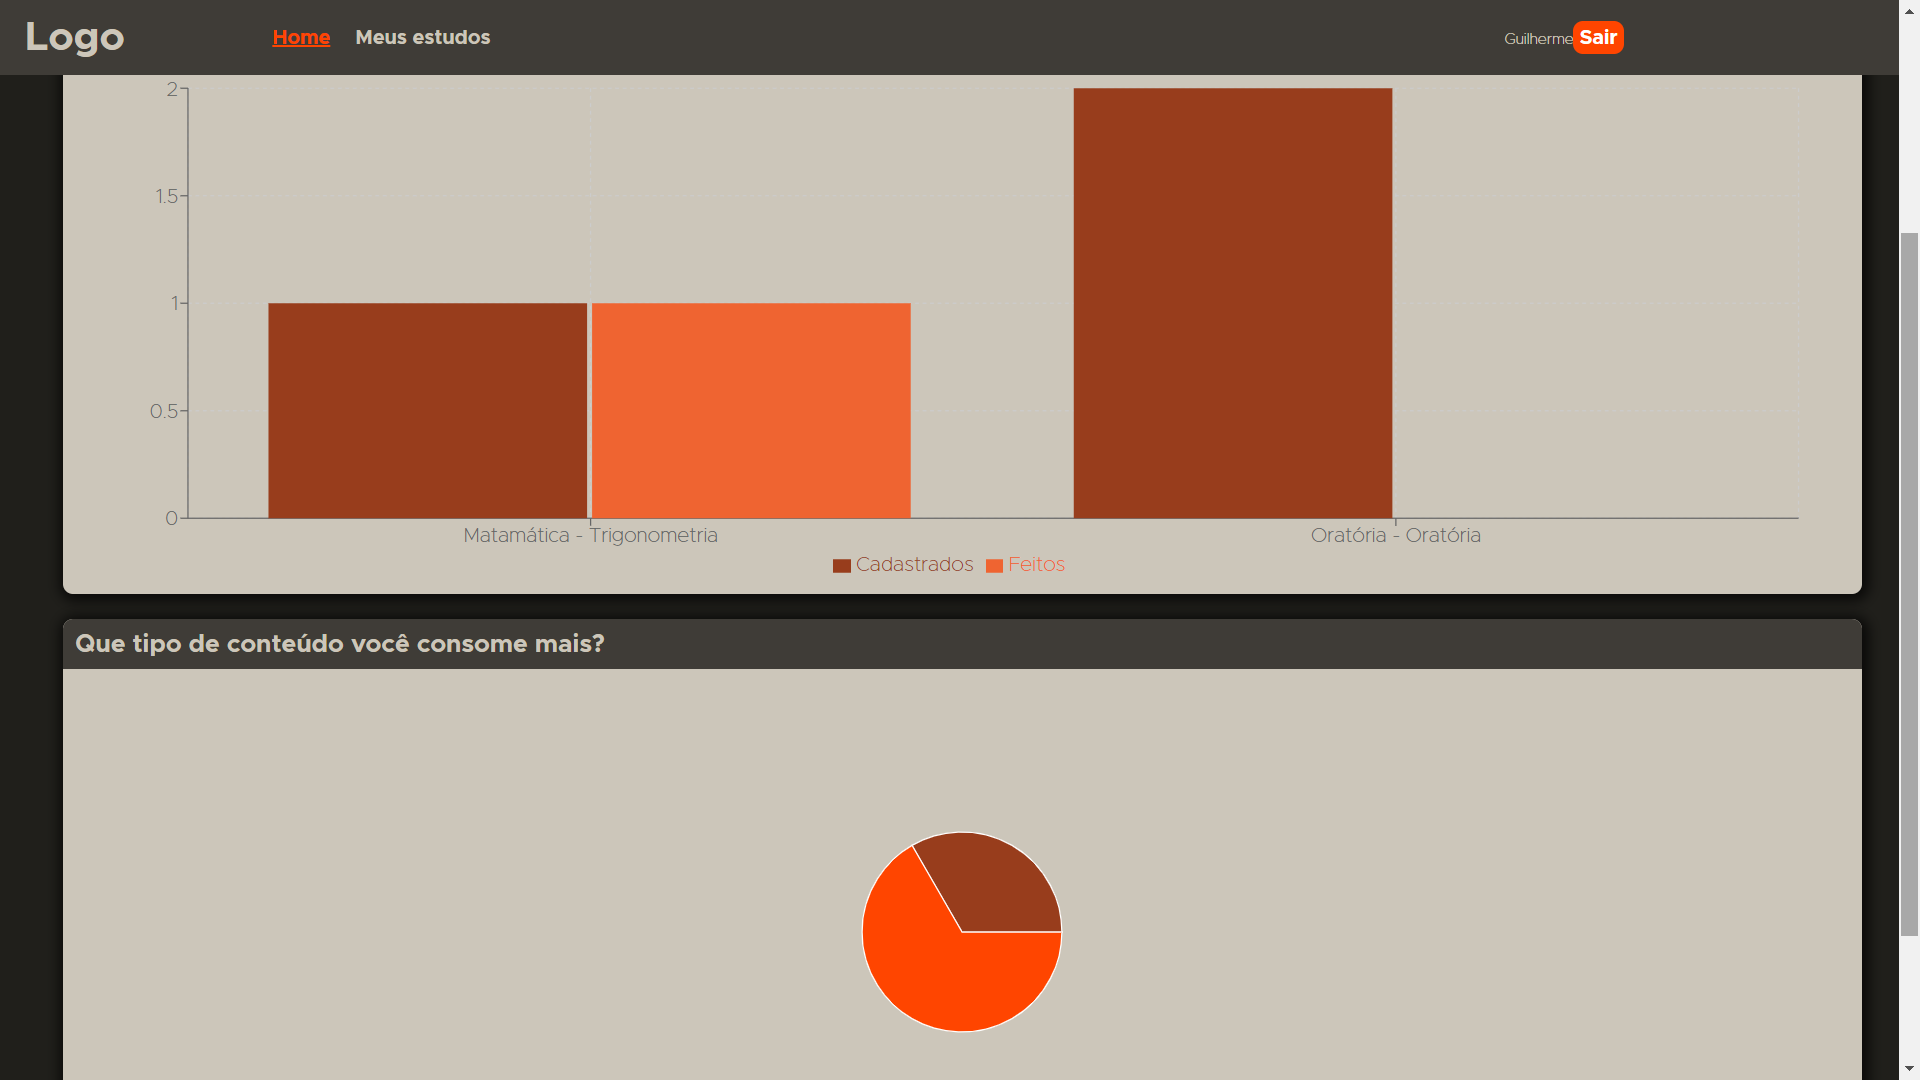 Logo
Home
Meus estudos
Guilherme
Sair
2
1.5
1
0.5
0
Matamática - Trigonometria
Oratória - Oratória
Cadastrados
Feitos
Que tipo de conteúdo você consome mais?